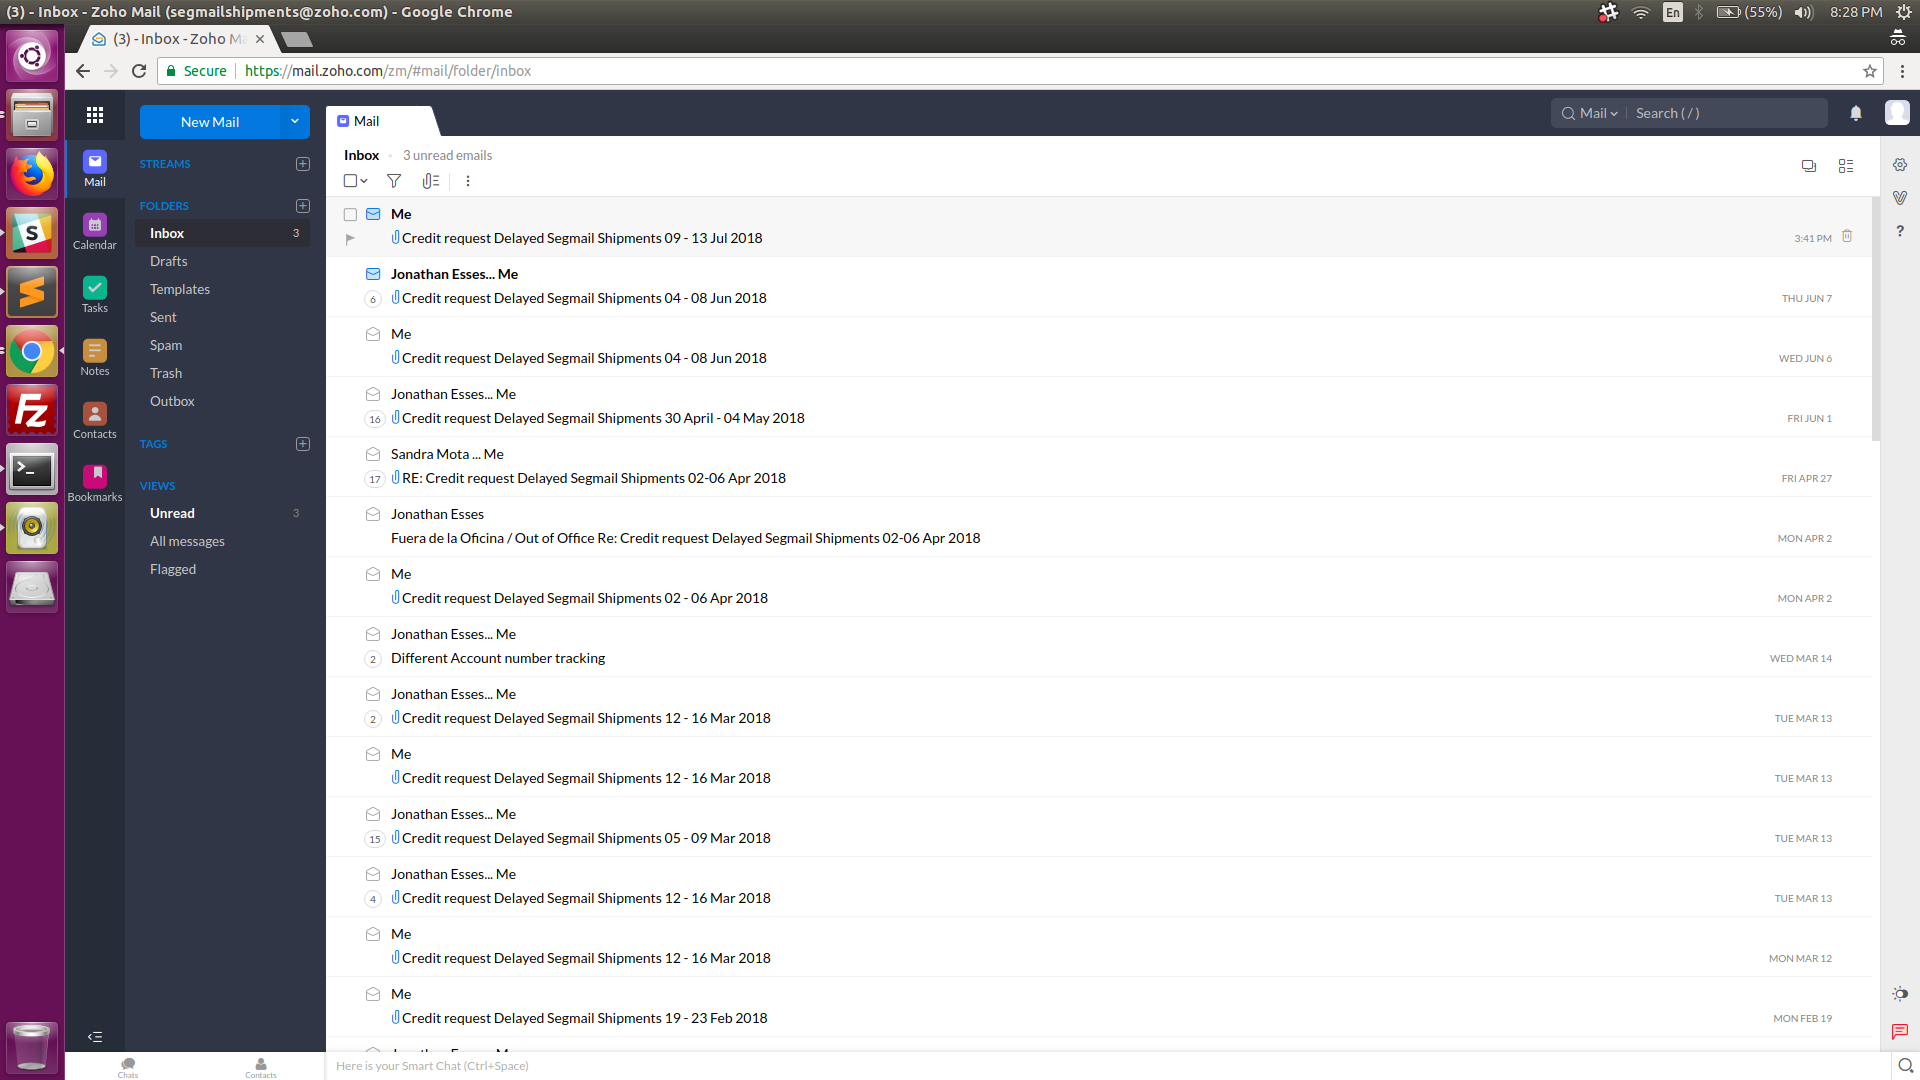 (3) - Inbox - Zoho Mail (segmailshipments@zoho.com) - Google Chrome
En
(55%)
8:28 PM
(3) - Inbox - Zoho Ma
Secure
https://mail.zoho.com/zm/#mail/folder/inbox
New Mail
Mail
Mail
Search ( / )
STREAMS
FOLDERS
Inbox 3
Drafts
Templates
Sent
Spam
Trash
Outbox
TAGS
VIEWS
Unread 3
All messages
Flagged
Mail
Calendar
Tasks
Notes
Contacts
Bookmarks
Inbox
3 unread emails
Me
Credit request Delayed Segmail Shipments 09 - 13 Jul 2018
3:41 PM
Jonathan Esses... Me
6 Credit request Delayed Segmail Shipments 04 - 08 Jun 2018
THU JUN 7
Me
Credit request Delayed Segmail Shipments 04 - 08 Jun 2018
WED JUN 6
Jonathan Esses... Me
16 Credit request Delayed Segmail Shipments 30 April - 04 May 2018
FRI JUN 1
Sandra Mota ... Me
17 RE: Credit request Delayed Segmail Shipments 02-06 Apr 2018
FRI APR 27
Jonathan Esses
Fuera de la Oficina / Out of Office Re: Credit request Delayed Segmail Shipments 02-06 Apr 2018
MON APR 2
Me
Credit request Delayed Segmail Shipments 02 - 06 Apr 2018
MON APR 2
Jonathan Esses... Me
2 Different Account number tracking
WED MAR 14
Jonathan Esses... Me
2 Credit request Delayed Segmail Shipments 12 - 16 Mar 2018
TUE MAR 13
Me
Credit request Delayed Segmail Shipments 12 - 16 Mar 2018
TUE MAR 13
Jonathan Esses... Me
15 Credit request Delayed Segmail Shipments 05 - 09 Mar 2018
TUE MAR 13
Jonathan Esses... Me
4 Credit request Delayed Segmail Shipments 12 - 16 Mar 2018
TUE MAR 13
Me
Credit request Delayed Segmail Shipments 12 - 16 Mar 2018
MON MAR 12
Me
Credit request Delayed Segmail Shipments 19 - 23 Feb 2018
MON FEB 19
Chats
Contacts
Here is your Smart Chat (Ctrl+Space)